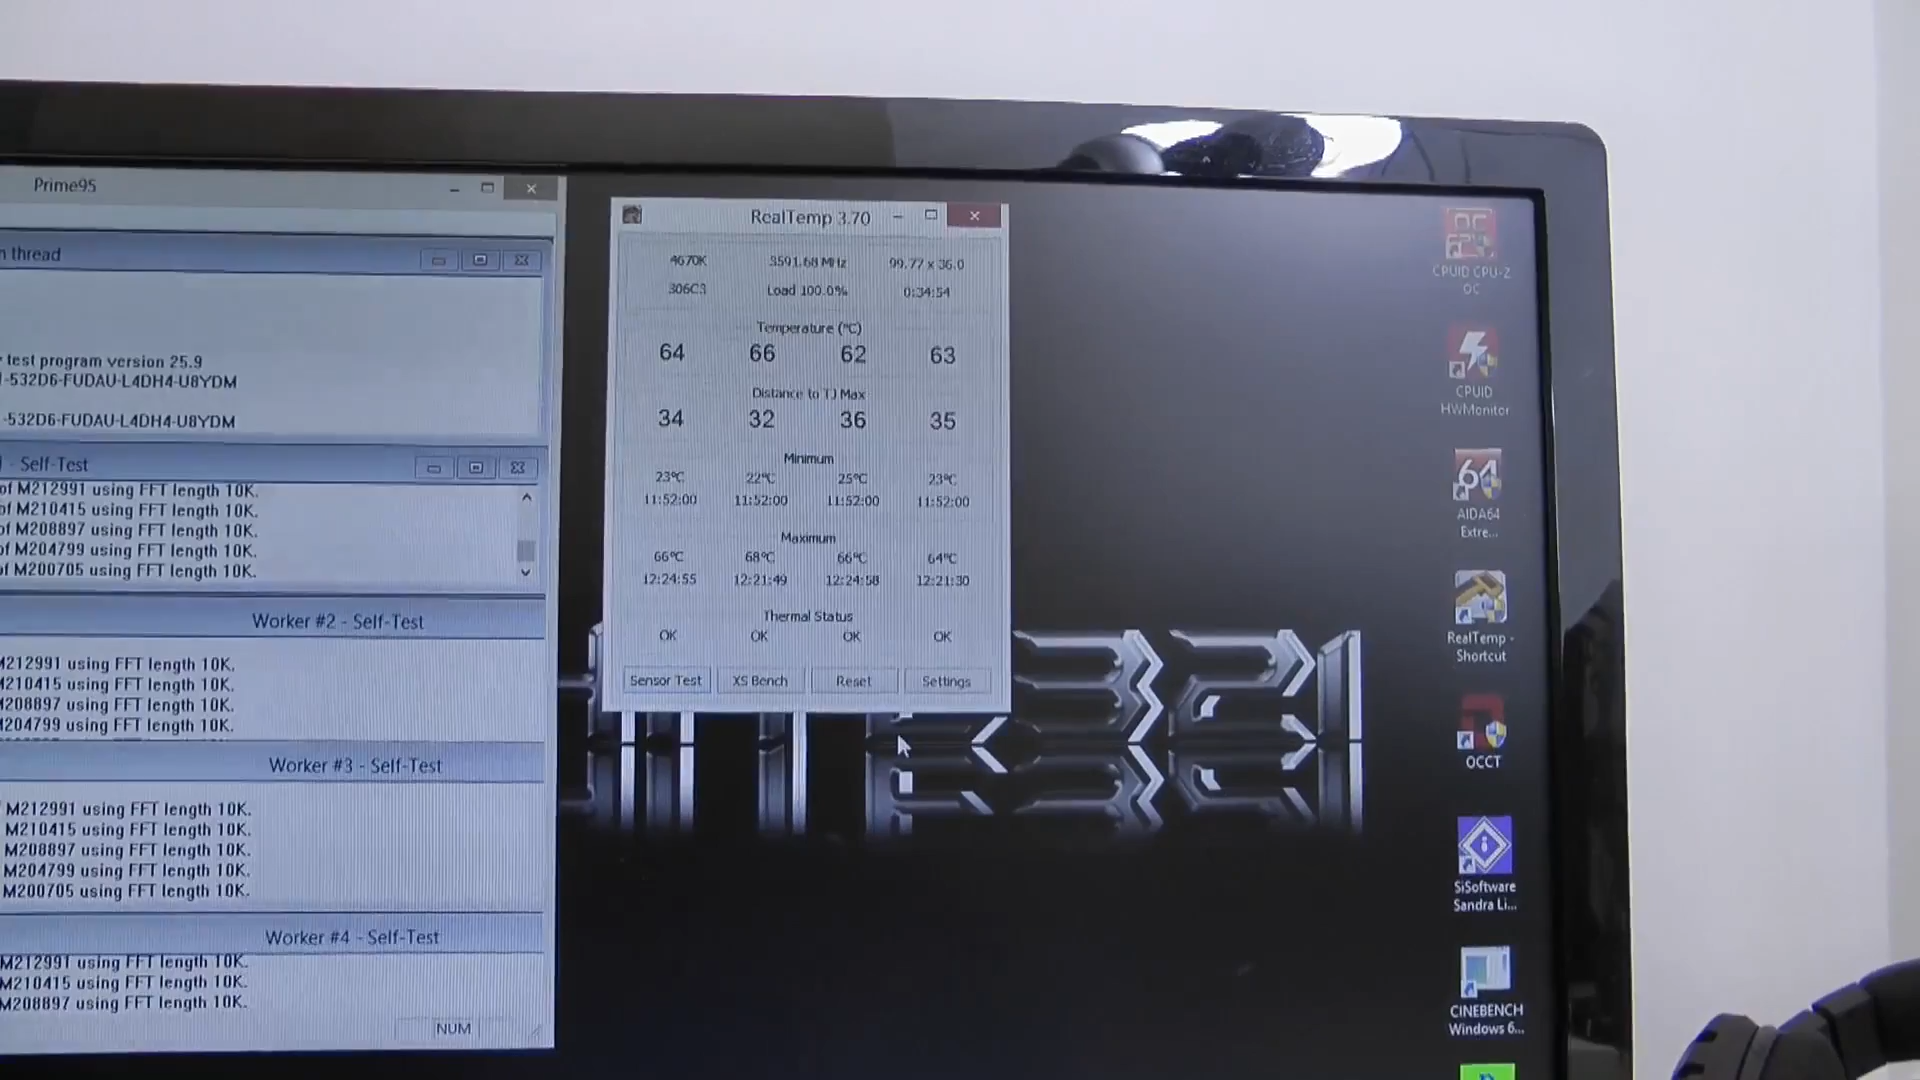 Prime95
n thread
test program version 25.9
-532D6-FUDAU-L4DH4-U8YDM
-532D6-FUDAU-L4DH4-U8YDM
- Self-Test
of M212991 using FFT length 10K.
of M210415 using FFT length 10K.
of M208897 using FFT length 10K.
of M204799 using FFT length 10K.
of M200705 using FFT length 10K.
Worker #2 - Self-Test
M212991 using FFT length 10K.
M210415 using FFT length 10K.
M208897 using FFT length 10K.
M204799 using FFT length 10K.
Worker #3 - Self-Test
M212991 using FFT length 10K.
M210415 using FFT length 10K.
M208897 using FFT length 10K.
M204799 using FFT length 10K.
M200705 using FFT length 10K.
Worker #4 - Self-Test
M212991 using FFT length 10K.
M210415 using FFT length 10K.
M208897 using FFT length 10K.
NUM
RealTemp 3.70
4670K 3591.68 MHz 99.77 x 36.0
306C3 Load 100.0% 0:34:54
Temperature (°C)
64 66 62 63
Distance to TJ Max
34 32 36 35
Minimum
23°C 22°C 25°C 23°C
11:52:00 11:52:00 11:52:00 11:52:00
Maximum
66°C 68°C 66°C 64°C
12:24:55 12:21:49 12:24:58 12:21:30
Thermal Status
OK OK OK OK
Sensor Test XS Bench Reset Settings
321
CPUID CPU-Z
OC
CPUID
HWMonitor
64
AIDA64
Extre...
RealTemp -
Shortcut
OCCT
SiSoftware
Sandra Li...
CINEBENCH
Windows 6...